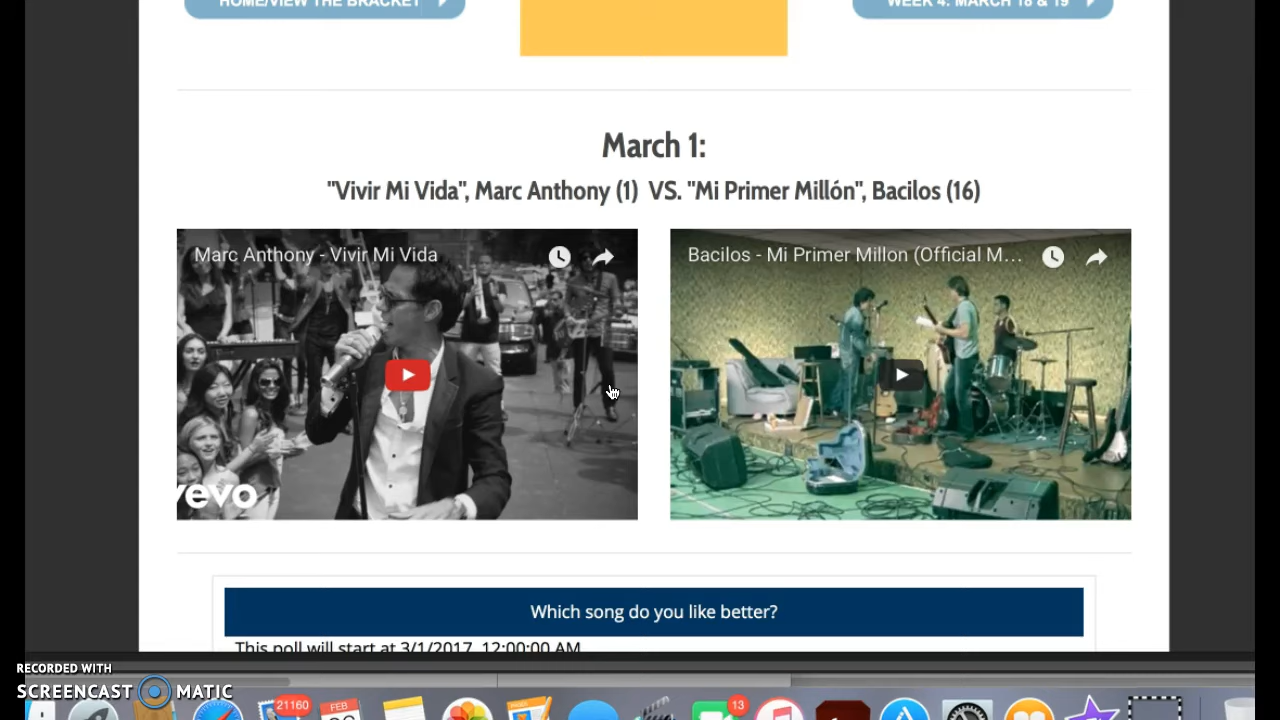 HOME/VIEW THE BRACKET
WEEK 4: MARCH 18 & 19
March 1:
"Vivir Mi Vida", Marc Anthony (1) VS. "Mi Primer Millón", Bacilos (16)
Marc Anthony - Vivir Mi Vida
Bacilos - Mi Primer Millon (Official M...
vevo
Which song do you like better?
This poll will start at 3/1/2017, 12:00:00 AM
RECORDED WITH
SCREENCAST MATIC
21160
FEB
13